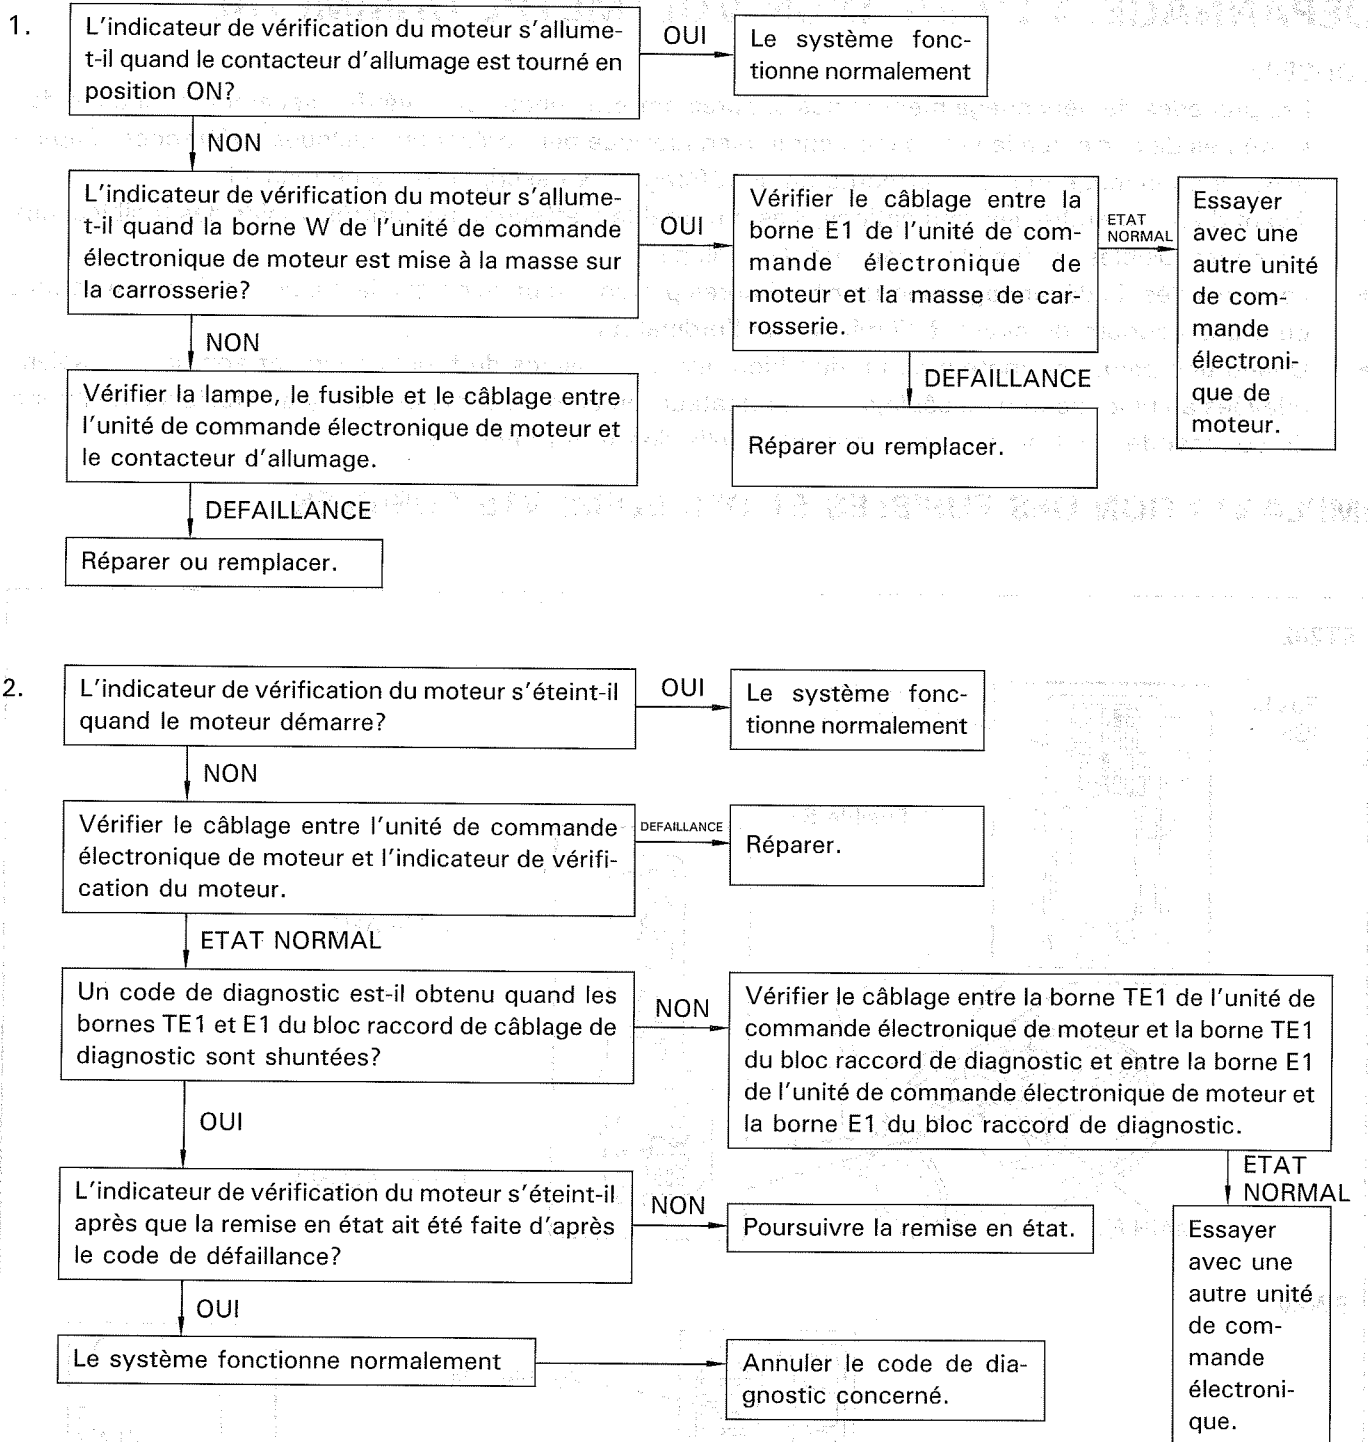 1.
L'indicateur de vérification du moteur s'allume-
t-il quand le contacteur d'allumage est tourné en
position ON?
OUI
Le système fonc-
tionne normalement
NON
L'indicateur de vérification du moteur s'allume-
t-il quand la borne W de l'unité de commande
électronique de moteur est mise à la masse sur
la carrosserie?
OUI
Vérifier le câblage entre la
borne E1 de l'unité de com-
mande électronique de
moteur et la masse de car-
rosserie.
ETAT
NORMAL
Essayer
avec une
autre unité
de com-
mande
électroni-
que de
moteur.
NON
DEFAILLANCE
Vérifier la lampe, le fusible et le câblage entre
l'unité de commande électronique de moteur et
le contacteur d'allumage.
Réparer ou remplacer.
DEFAILLANCE
Réparer ou remplacer.
2.
L'indicateur de vérification du moteur s'éteint-il
quand le moteur démarre?
OUI
Le système fonc-
tionne normalement
NON
Vérifier le câblage entre l'unité de commande
électronique de moteur et l'indicateur de vérifi-
cation du moteur.
DEFAILLANCE
Réparer.
ETAT NORMAL
Un code de diagnostic est-il obtenu quand les
bornes TE1 et E1 du bloc raccord de câblage de
diagnostic sont shuntées?
NON
Vérifier le câblage entre la borne TE1 de l'unité de
commande électronique de moteur et la borne TE1
du bloc raccord de diagnostic et entre la borne E1
de l'unité de commande électronique de moteur et
la borne E1 du bloc raccord de diagnostic.
OUI
ETAT
NORMAL
L'indicateur de vérification du moteur s'éteint-il
après que la remise en état ait été faite d'après
le code de défaillance?
NON
Poursuivre la remise en état.
Essayer
avec une
autre unité
de com-
mande
électroni-
que.
OUI
Le système fonctionne normalement
Annuler le code de dia-
gnostic concerné.